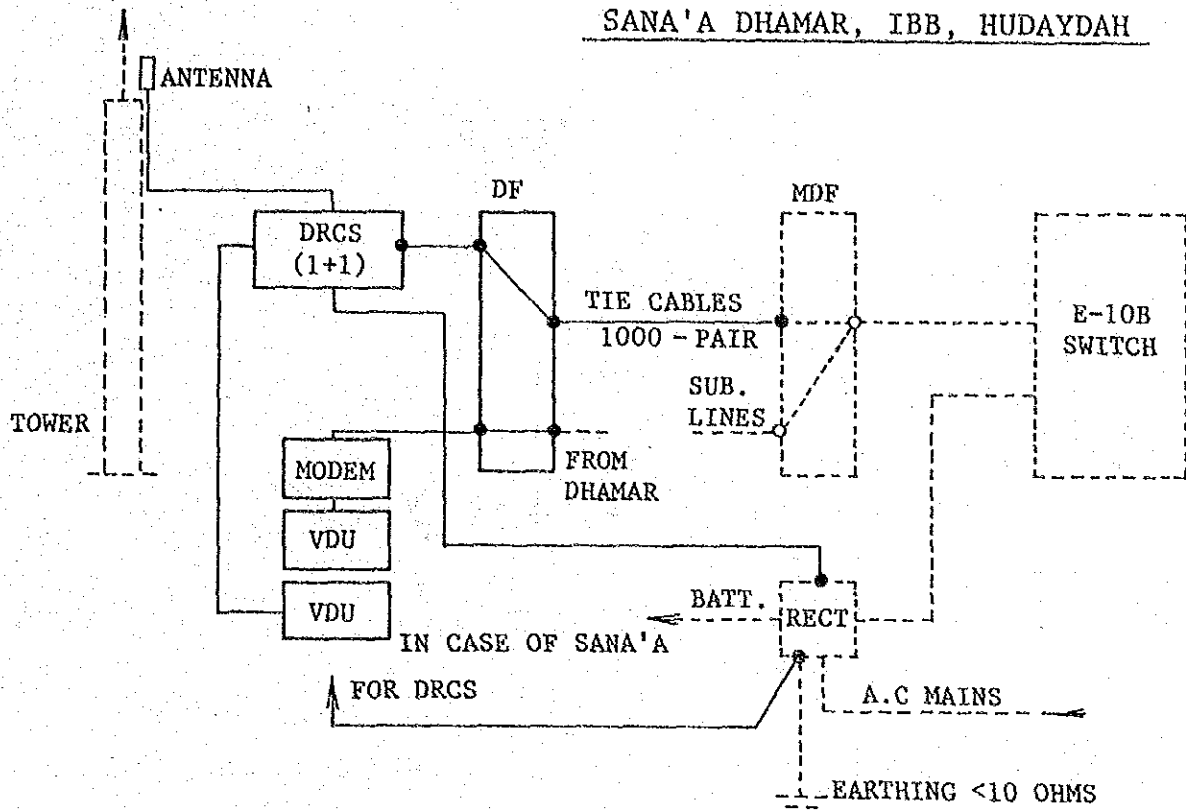 SANA'A DHAMAR, IBB, HUDAYDAH
ANTENNA
DF
MDF
DRCS
(1+1)
TIE CABLES
1000 - PAIR
E-10B
SWITCH
SUB.
LINES
TOWER
MODEM
FROM
DHAMAR
VDU
VDU
BATT.
RECT
IN CASE OF SANA'A
FOR DRCS
A.C MAINS
EARTHING <10 OHMS